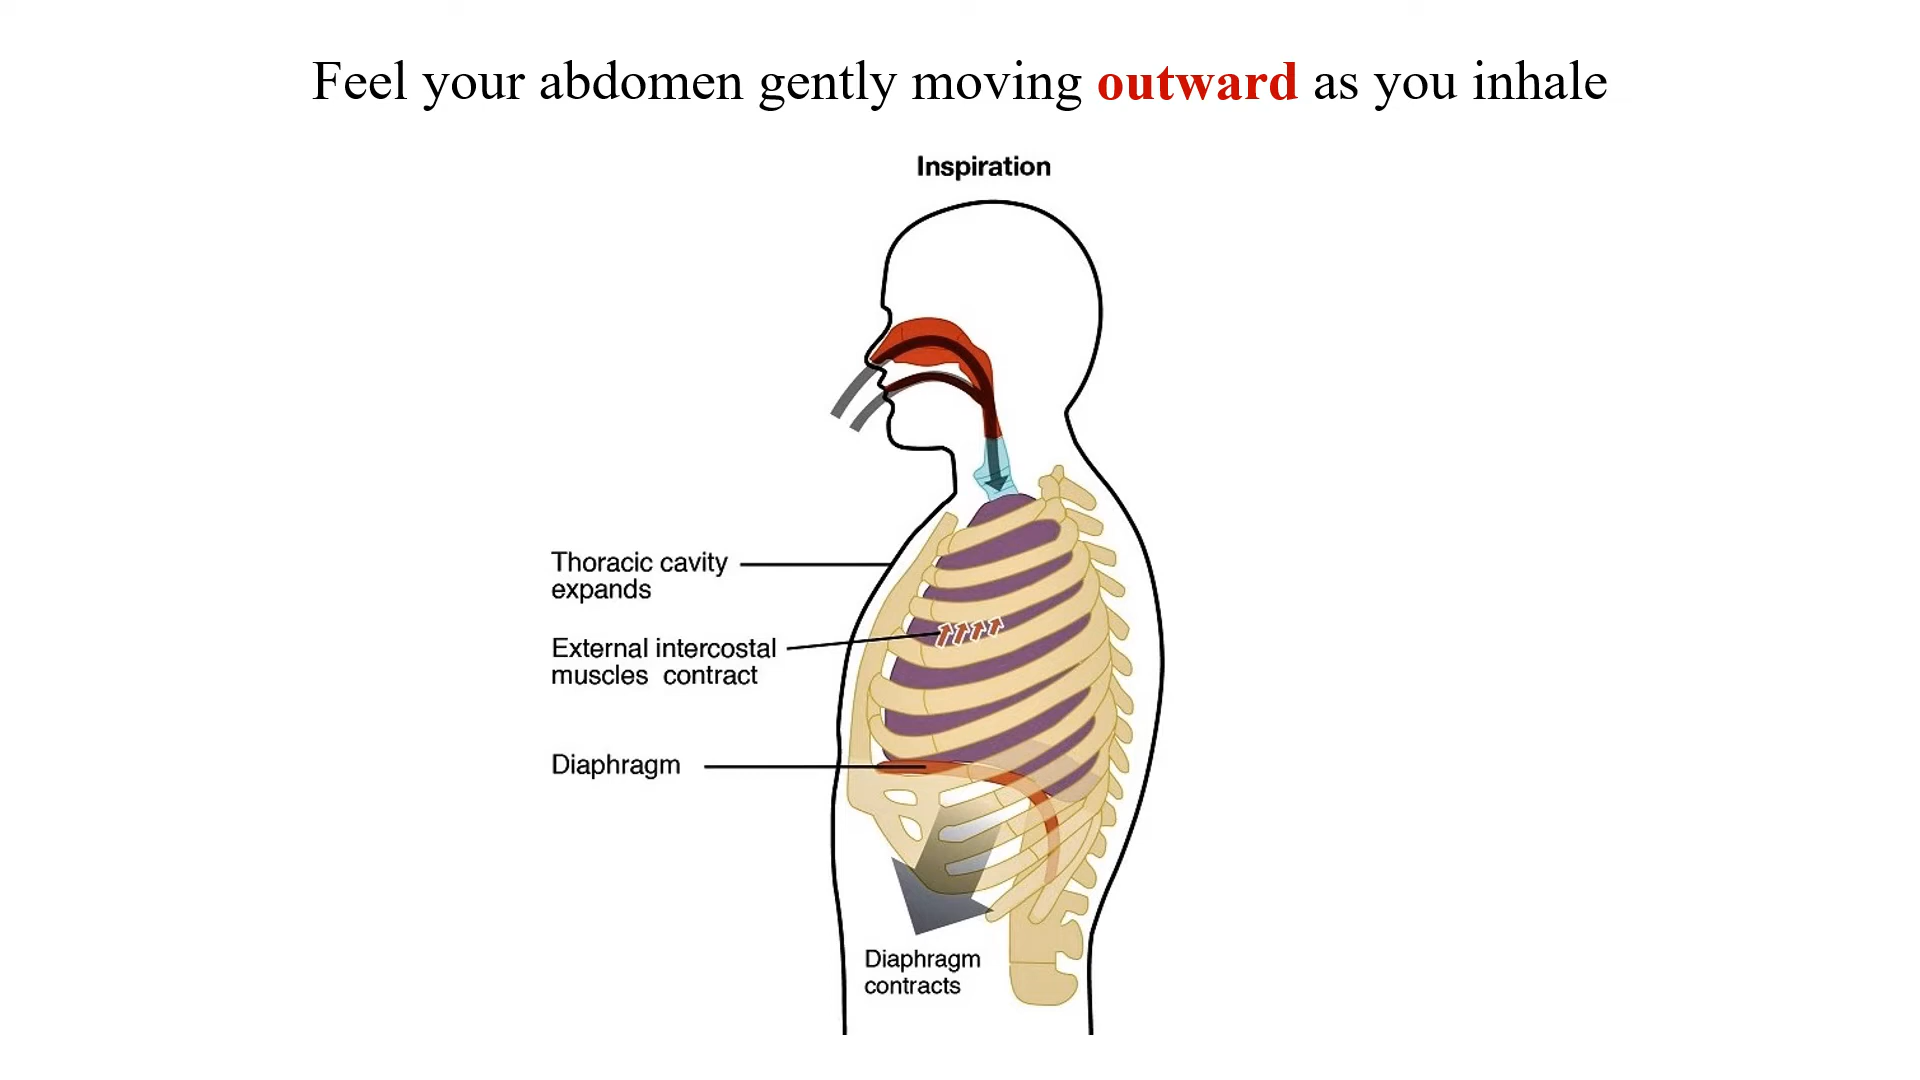 Feel your abdomen gently moving outward as you inhale
Inspiration
Thoracic cavity
expands
External intercostal
muscles contract
Diaphragm
Diaphragm
contracts